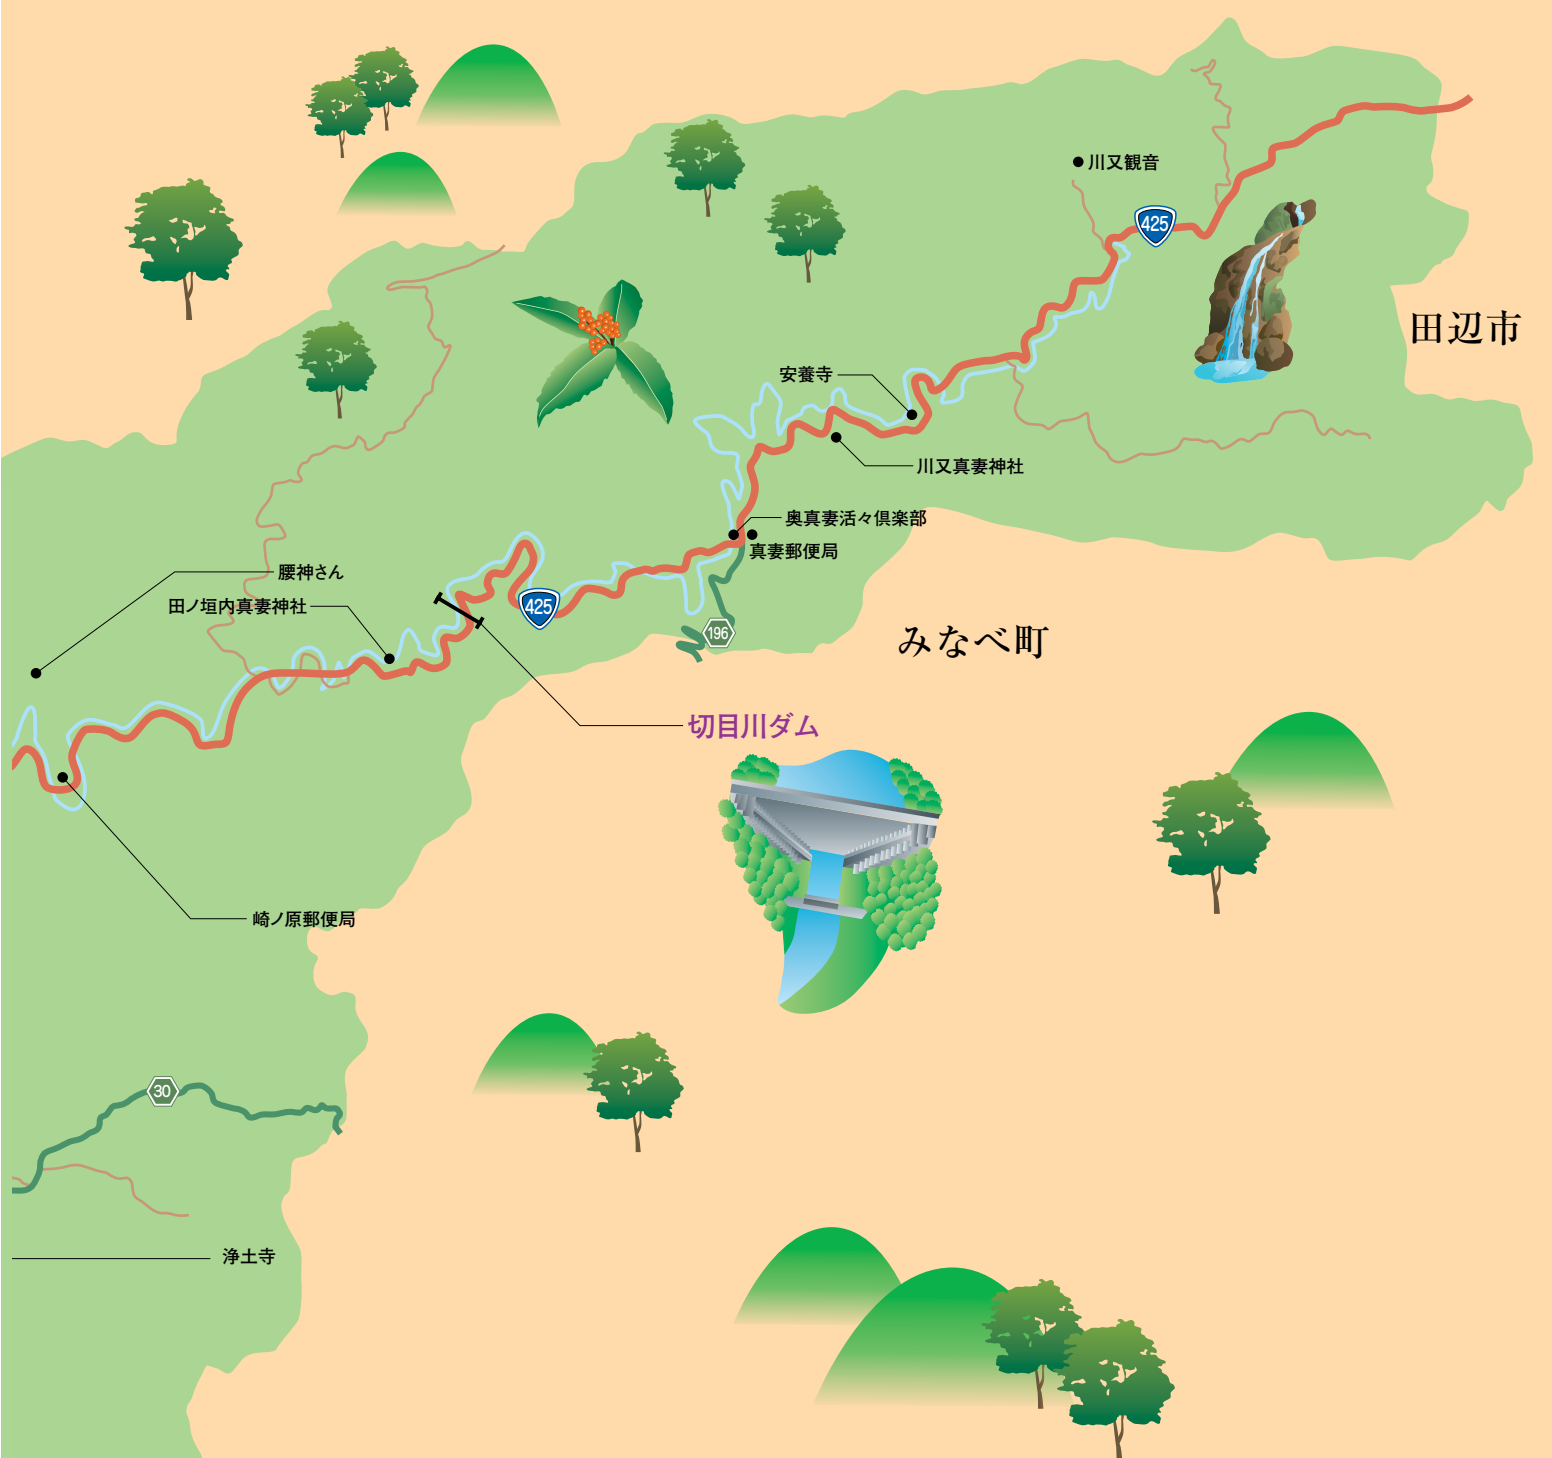 川又観音
425
田辺市
安養寺
川又真妻神社
奥真妻活々倶楽部
真妻郵便局
腰神さん
田ノ垣内真妻神社
425
196
みなべ町
切目川ダム
崎ノ原郵便局
30
浄土寺